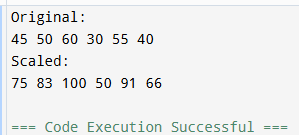 Original:
45 50 60 30 55 40
Scaled:
75 83 100 50 91 66
=== Code Execution Successful ===